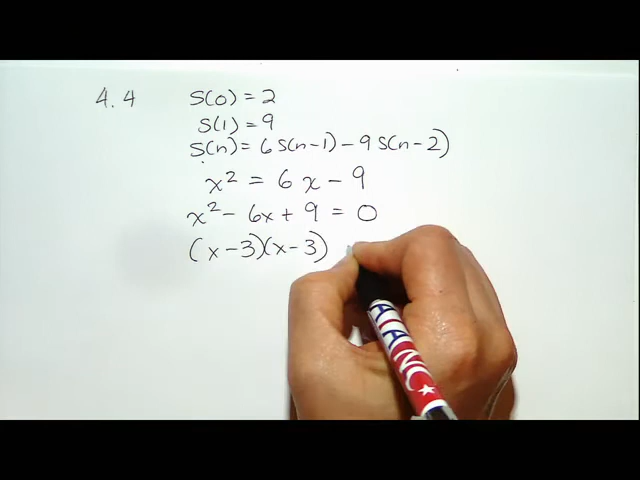 4.4 S(0) = 2
S(1) = 9
S(n) = 6 S(n-1) - 9 S(n-2)
x² = 6x - 9
x² - 6x + 9 = 0
(x-3)(x-3)